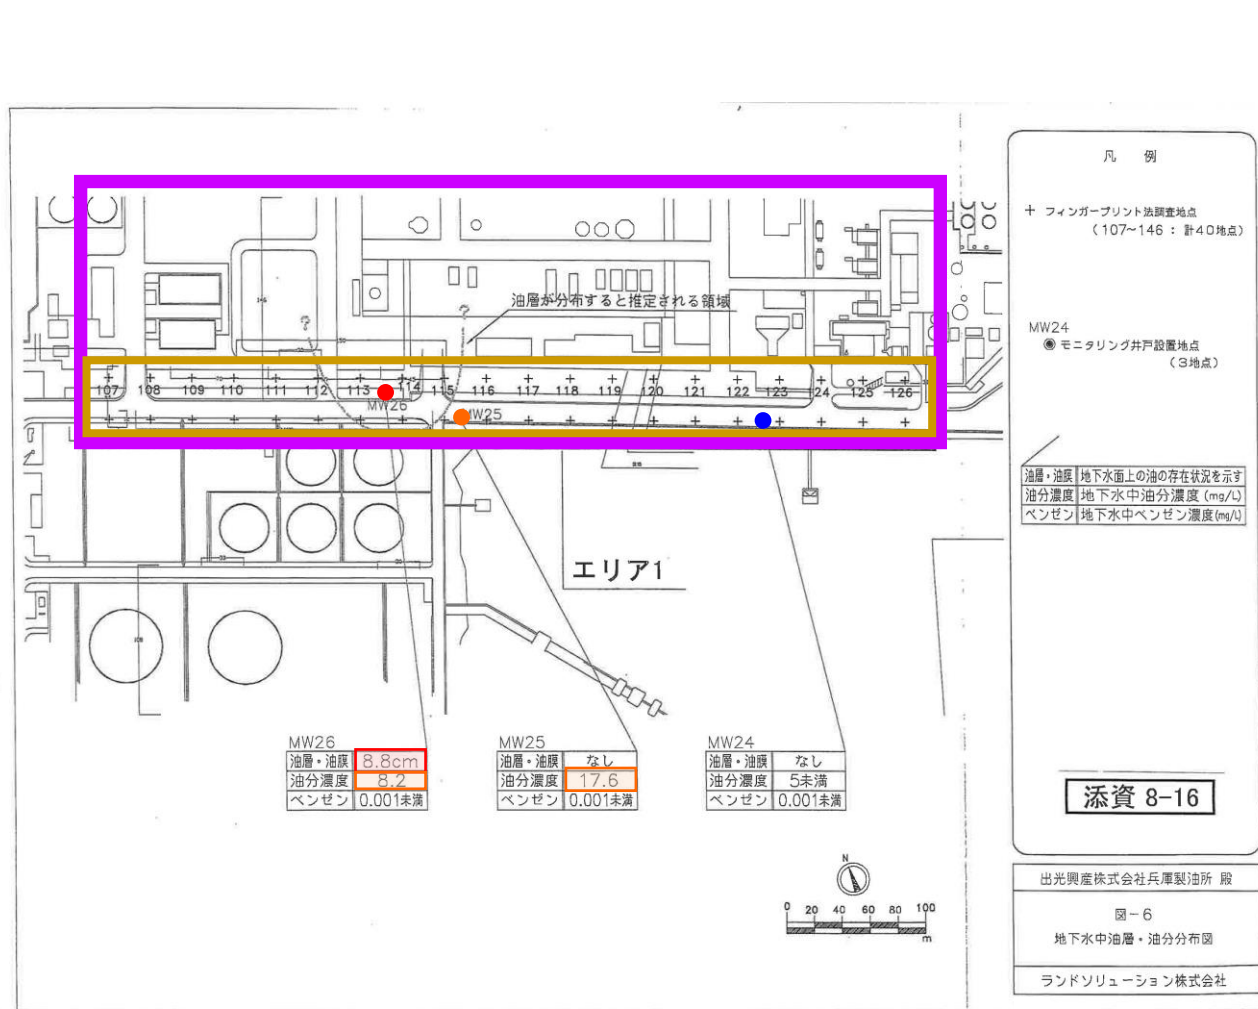 凡 例
+ フィンガープリント法調査地点
(107~146 : 計40地点)
MW24
モニタリング井戸設置地点
(3地点)
油層・油膜 地下水面上の油の存在状況を示す
油分濃度 地下水中油分濃度 (mg/L)
ベンゼン 地下水中ベンゼン濃度(mg/L)
油層が分布すると推定される領域
?
?
107 108 109 110 111 112 113 114 115 116 117 118 119 120 121 122 123 124 125 126
MW26
MW25
エリア1
MW26
油層・油膜 8.8cm
油分濃度 8.2
ベンゼン 0.001未満
MW25
油層・油膜 なし
油分濃度 17.6
ベンゼン 0.001未満
MW24
油層・油膜 なし
油分濃度 5未満
ベンゼン 0.001未満
N
0 20 40 60 80 100
m
添資 8-16
出光興産株式会社兵庫製油所 殿
図-6
地下水中油層・油分分布図
ランドソリューション株式会社